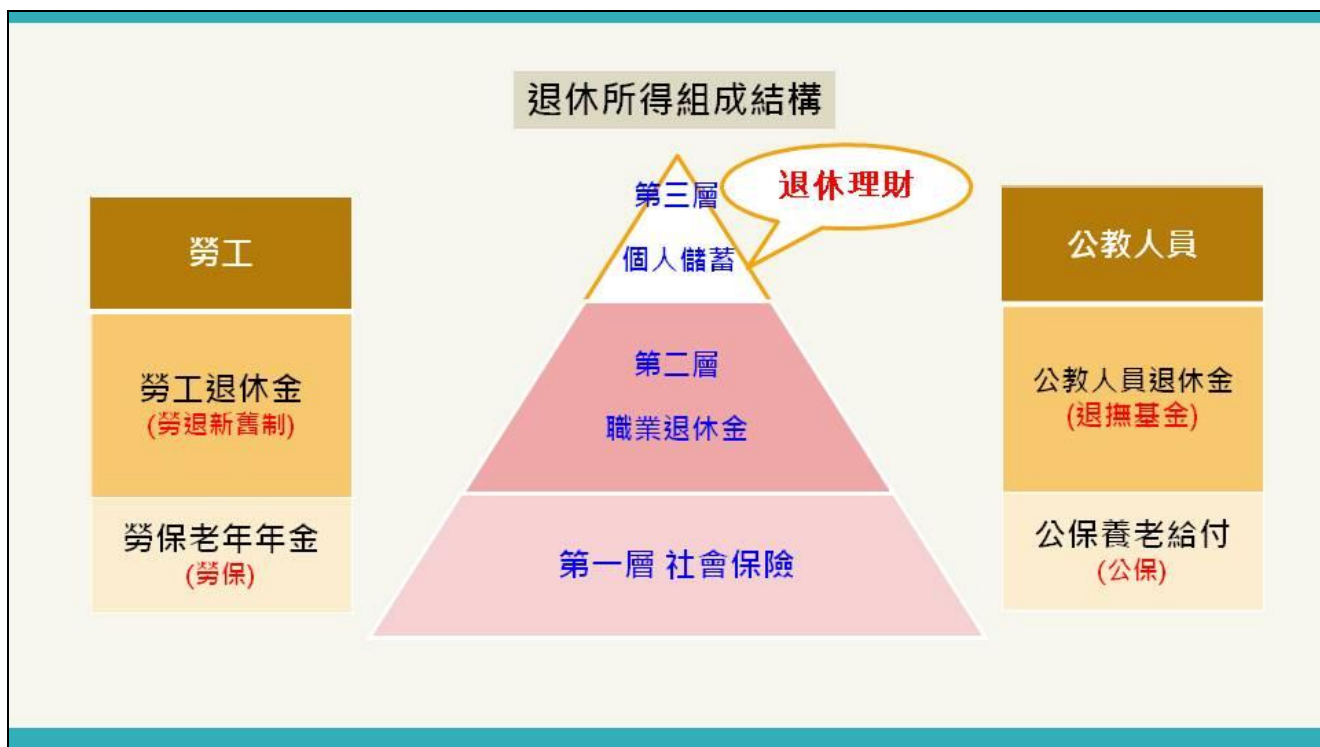 退休所得組成結構
勞工
勞工退休金
(勞退新舊制)
勞保老年年金
(勞保)
第三層
個人儲蓄
退休理財
第二層
職業退休金
第一層 社會保險
公教人員
公教人員退休金
(退撫基金)
公保養老給付
(公保)